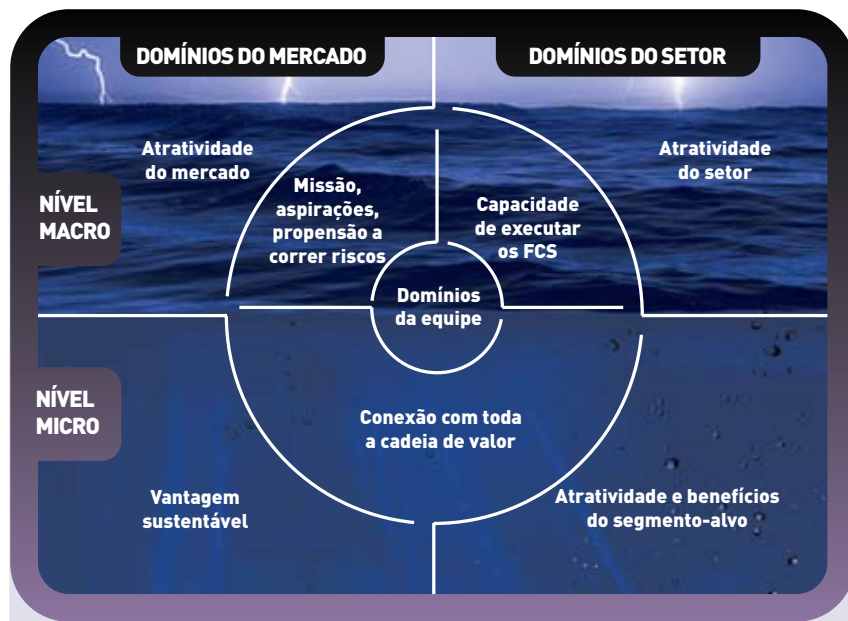 DOMÍNIOS DO MERCADO
DOMÍNIOS DO SETOR
NÍVEL
MACRO
Atratividade
do mercado
Missão,
aspirações,
propensão a
correr riscos
Capacidade
de executar
os FCS
Atratividade
do setor
Domínios
da equipe
NÍVEL
MICRO
Conexão com toda
a cadeia de valor
Vantagem
sustentável
Atratividade e benefícios
do segmento-alvo